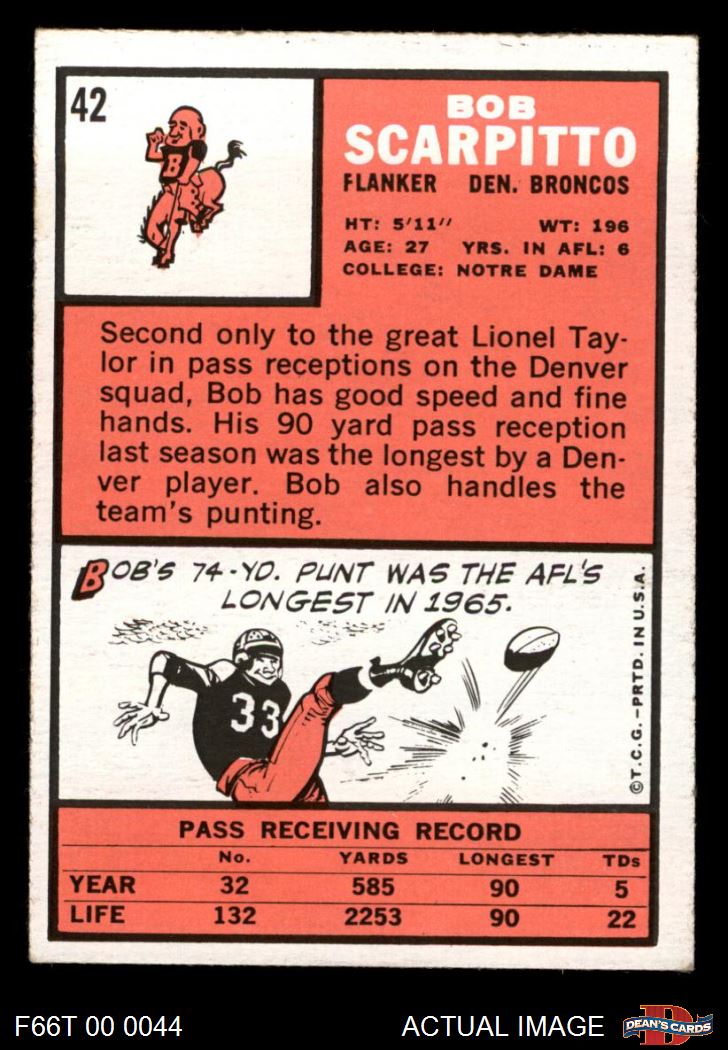 42
BOB
SCARPITTO
FLANKER DEN. BRONCOS
HT: 5'11" WT: 196
AGE: 27 YRS. IN AFL: 6
COLLEGE: NOTRE DAME
B
Second only to the great Lionel Tay-
lor in pass receptions on the Denver
squad, Bob has good speed and fine
hands. His 90 yard pass reception
last season was the longest by a Den-
ver player. Bob also handles the
team's punting.
BOB'S 74-YD. PUNT WAS THE AFL'S
LONGEST IN 1965.
33
©T.C.G.-PRTD. IN U.S.A.
PASS RECEIVING RECORD
No. YARDS LONGEST TDs
YEAR 32 585 90 5
LIFE 132 2253 90 22
F66T 00 0044 ACTUAL IMAGE
D
DEAN'S CARDS